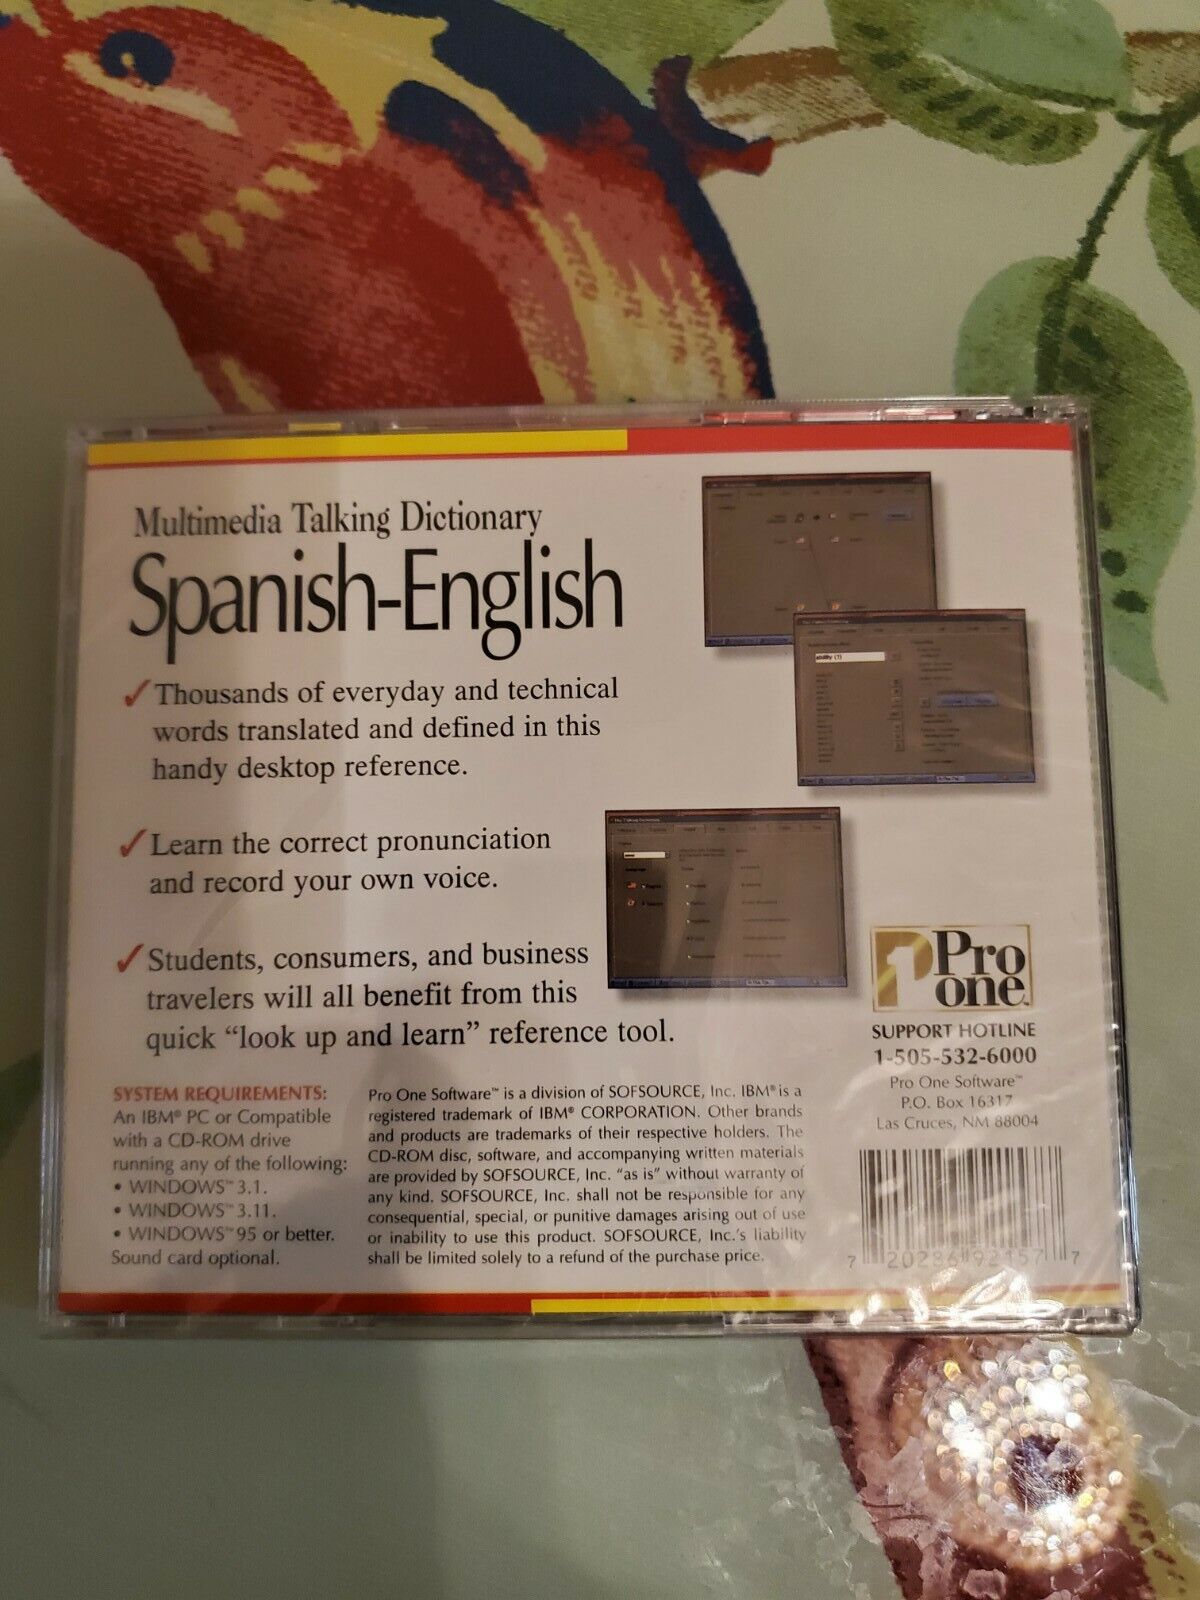 Multimedia Talking Dictionary
Spanish-English
✓Thousands of everyday and technical
words translated and defined in this
handy desktop reference.
✓Learn the correct pronunciation
and record your own voice.
✓Students, consumers, and business
travelers will all benefit from this
quick “look up and learn” reference tool.
ability (1)
1 Pro
one™
SUPPORT HOTLINE
1-505-532-6000
Pro One Software™
P.O. Box 16317
Las Cruces, NM 88004
SYSTEM REQUIREMENTS:
An IBM® PC or Compatible
with a CD-ROM drive
running any of the following:
• WINDOWS™ 3.1.
• WINDOWS™ 3.11.
• WINDOWS™ 95 or better.
Sound card optional.
Pro One Software™ is a division of SOFSOURCE, Inc. IBM® is a
registered trademark of IBM® CORPORATION. Other brands
and products are trademarks of their respective holders. The
CD-ROM disc, software, and accompanying written materials
are provided by SOFSOURCE, Inc. “as is” without warranty of
any kind. SOFSOURCE, Inc. shall not be responsible for any
consequential, special, or punitive damages arising out of use
or inability to use this product. SOFSOURCE, Inc.'s liability
shall be limited solely to a refund of the purchase price.